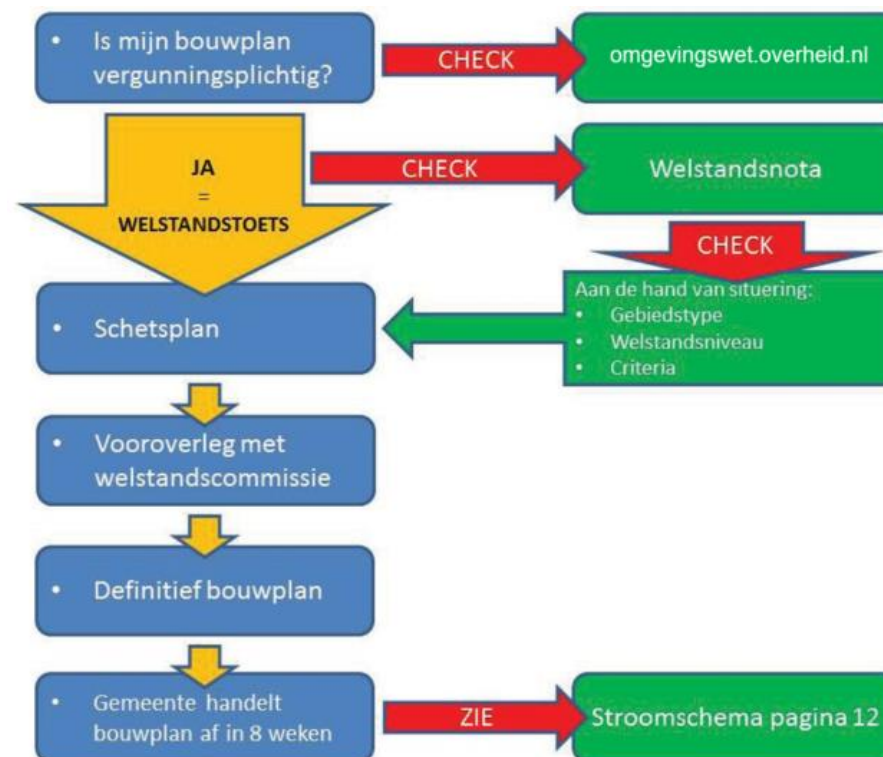 • Is mijn bouwplan
vergunningsplichtig?
CHECK
omgevingswet.overheid.nl
JA
=
WELSTANDSTOETS
CHECK
Welstandsnota
CHECK
Aan de hand van situering:
• Gebiedstype
• Welstandsniveau
• Criteria
• Schetsplan
• Vooroverleg met
welstandscommissie
• Definitief bouwplan
• Gemeente handelt
bouwplan af in 8 weken
ZIE
Stroomschema pagina 12